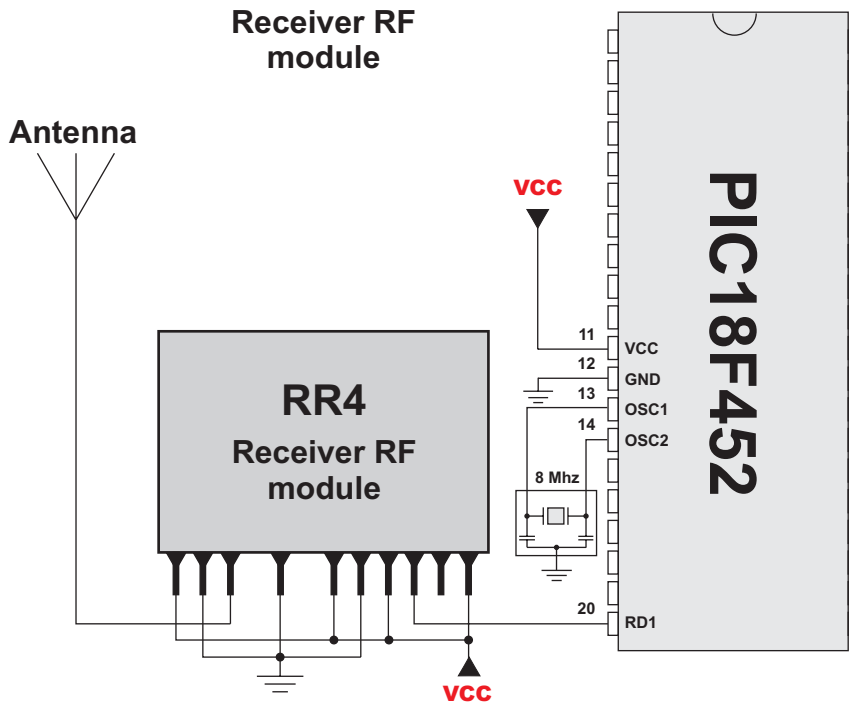 Receiver RF
module
Antenna
VCC
PIC18F452
11
VCC
12
GND
13
OSC1
14
OSC2
8 Mhz
RR4
Receiver RF
module
20
RD1
VCC